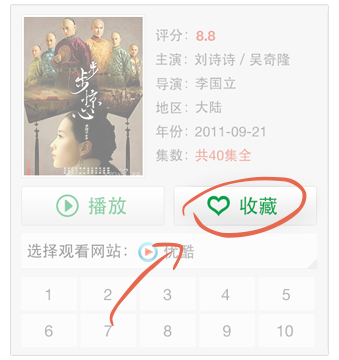 步步惊心
评分：8.8
主演：刘诗诗 / 吴奇隆
导演：李国立
地区：大陆
年份：2011-09-21
集数：共40集全
播放
收藏
选择观看网站：优酷
1 2 3 4 5
6 7 8 9 10